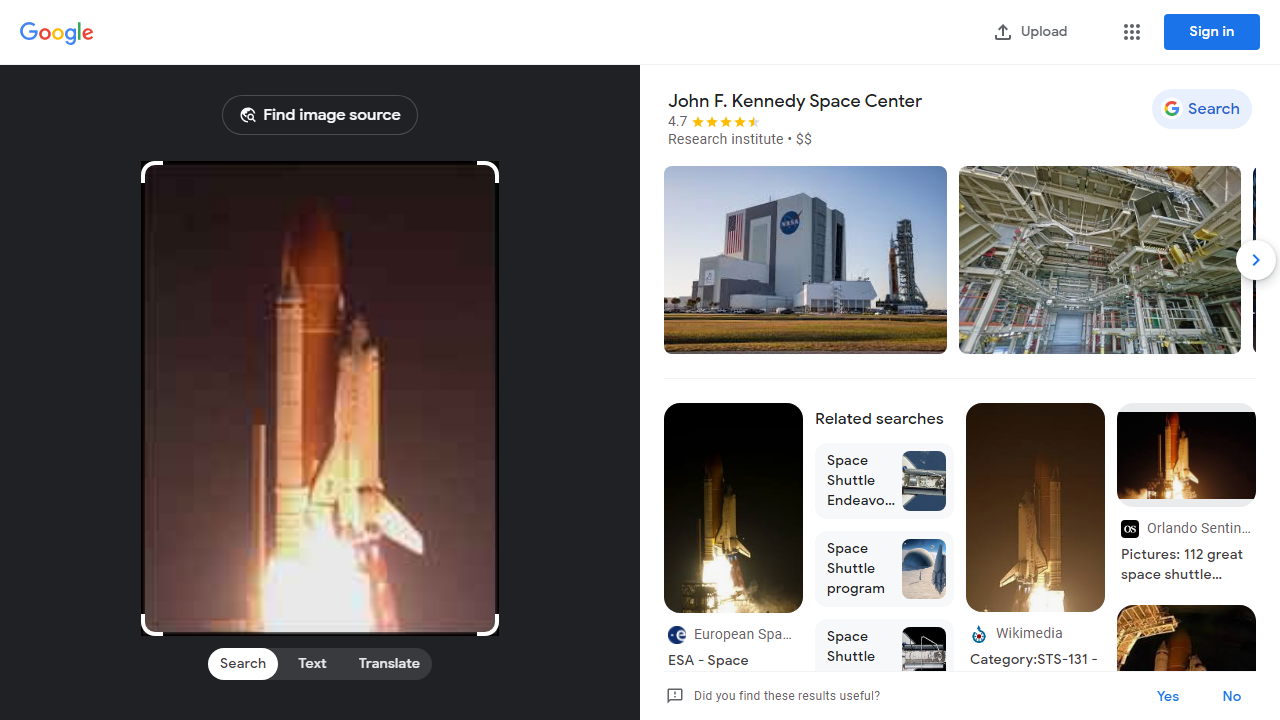 Google
Upload
Sign in
Find image source
Search
Text
Translate
John F. Kennedy Space Center
4.7
Research institute • $$
Search
NASA
Related searches
Space
Shuttle
Endeavo...
Space
Shuttle
program
Space
Shuttle
European Spa...
ESA - Space
Wikimedia
Category:STS-131 -
OS
Orlando Sentin...
Pictures: 112 great
space shuttle...
Did you find these results useful?
Yes
No